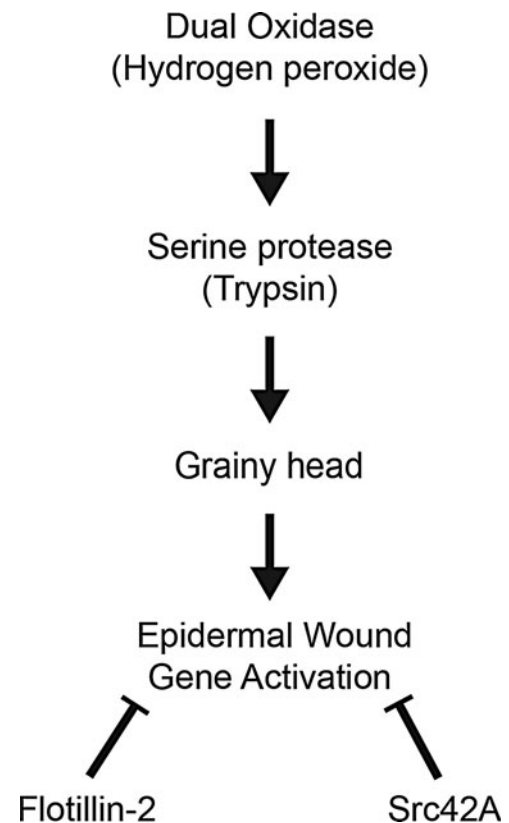 Dual Oxidase
(Hydrogen peroxide)
Serine protease
(Trypsin)
Grainy head
Epidermal Wound
Gene Activation
Flotillin-2
Src42A